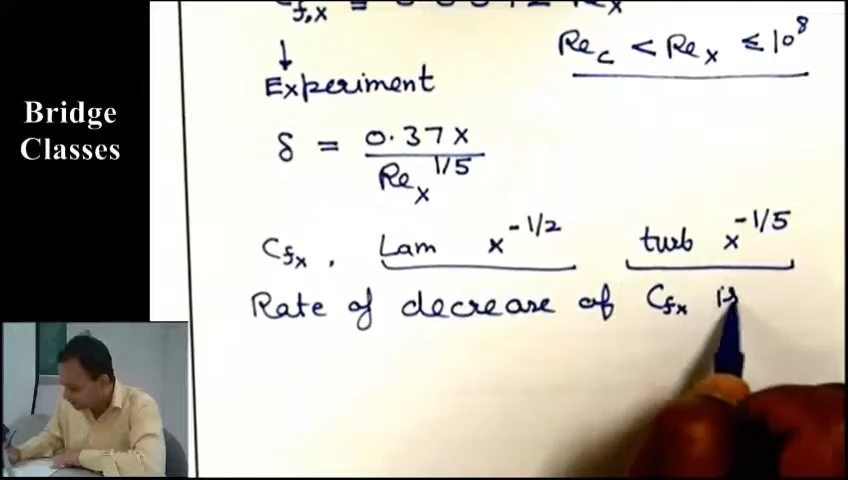 Bridge
Classes
Re_c < Re_x ≤ 10^8
Experiment
δ = 0.37x / Re_x^1/5
C_fx . Lam x^-1/2 turb x^-1/5
Rate of decrease of C_fx is